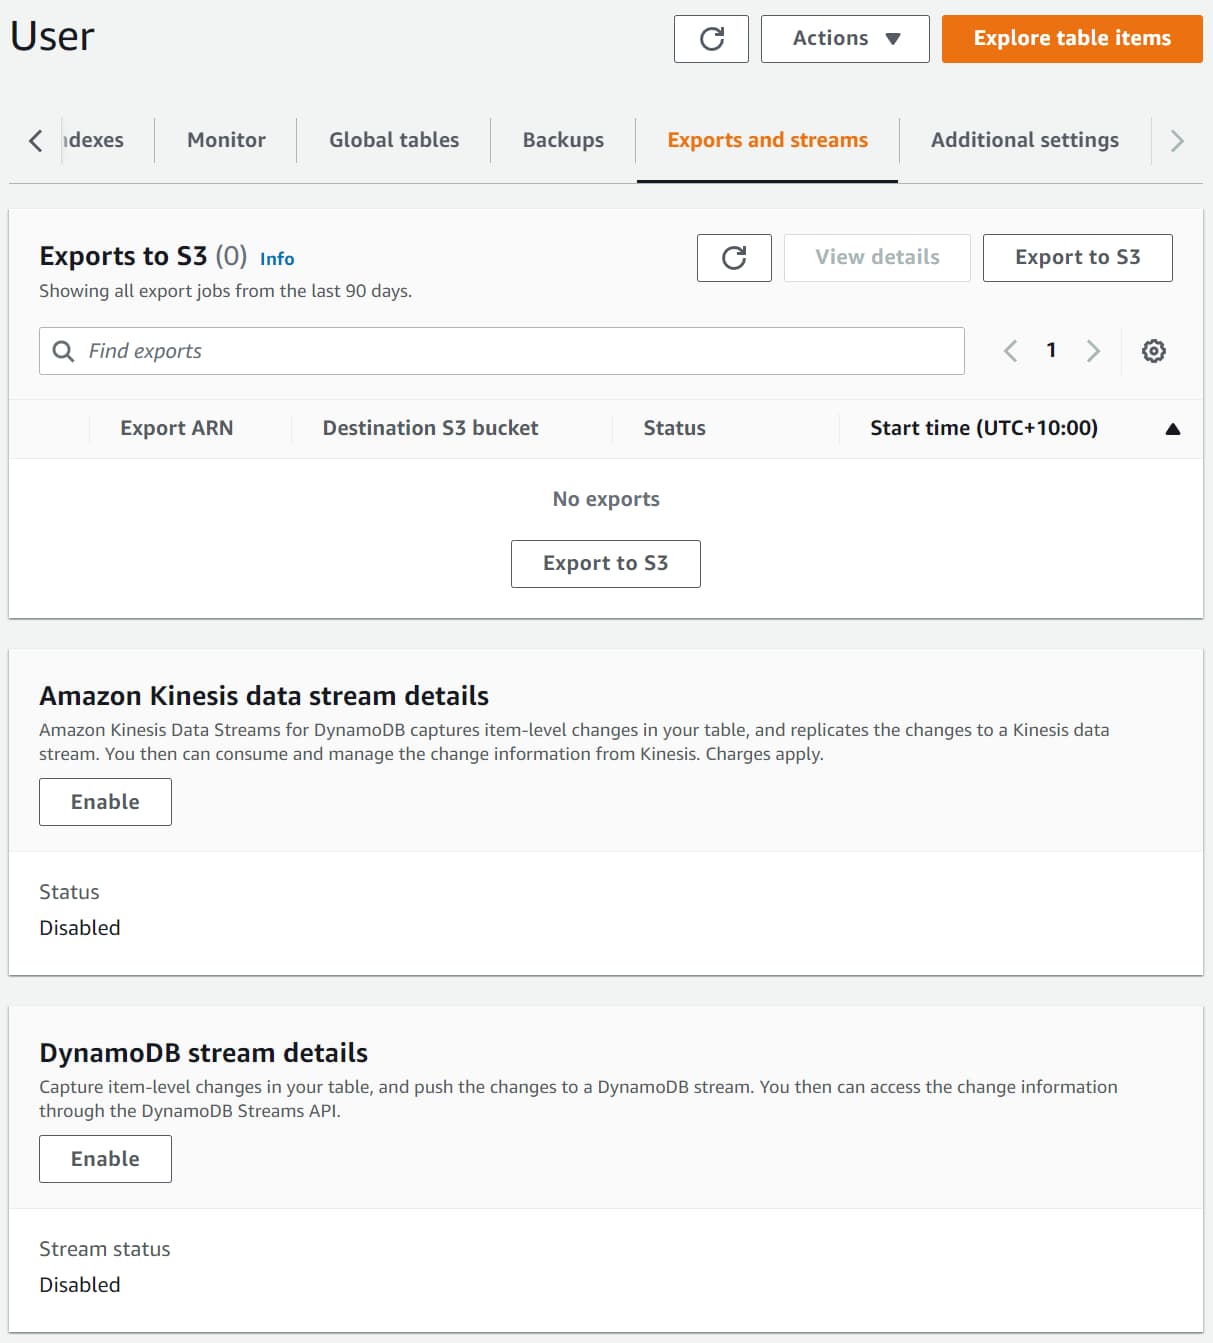 User
Actions
Explore table items
ndexes
Monitor
Global tables
Backups
Exports and streams
Additional settings
Exports to S3 (0) Info
View details
Export to S3
Showing all export jobs from the last 90 days.
Find exports
1
Export ARN
Destination S3 bucket
Status
Start time (UTC+10:00)
No exports
Export to S3
Amazon Kinesis data stream details
Amazon Kinesis Data Streams for DynamoDB captures item-level changes in your table, and replicates the changes to a Kinesis data
stream. You then can consume and manage the change information from Kinesis. Charges apply.
Enable
Status
Disabled
DynamoDB stream details
Capture item-level changes in your table, and push the changes to a DynamoDB stream. You then can access the change information
through the DynamoDB Streams API.
Enable
Stream status
Disabled